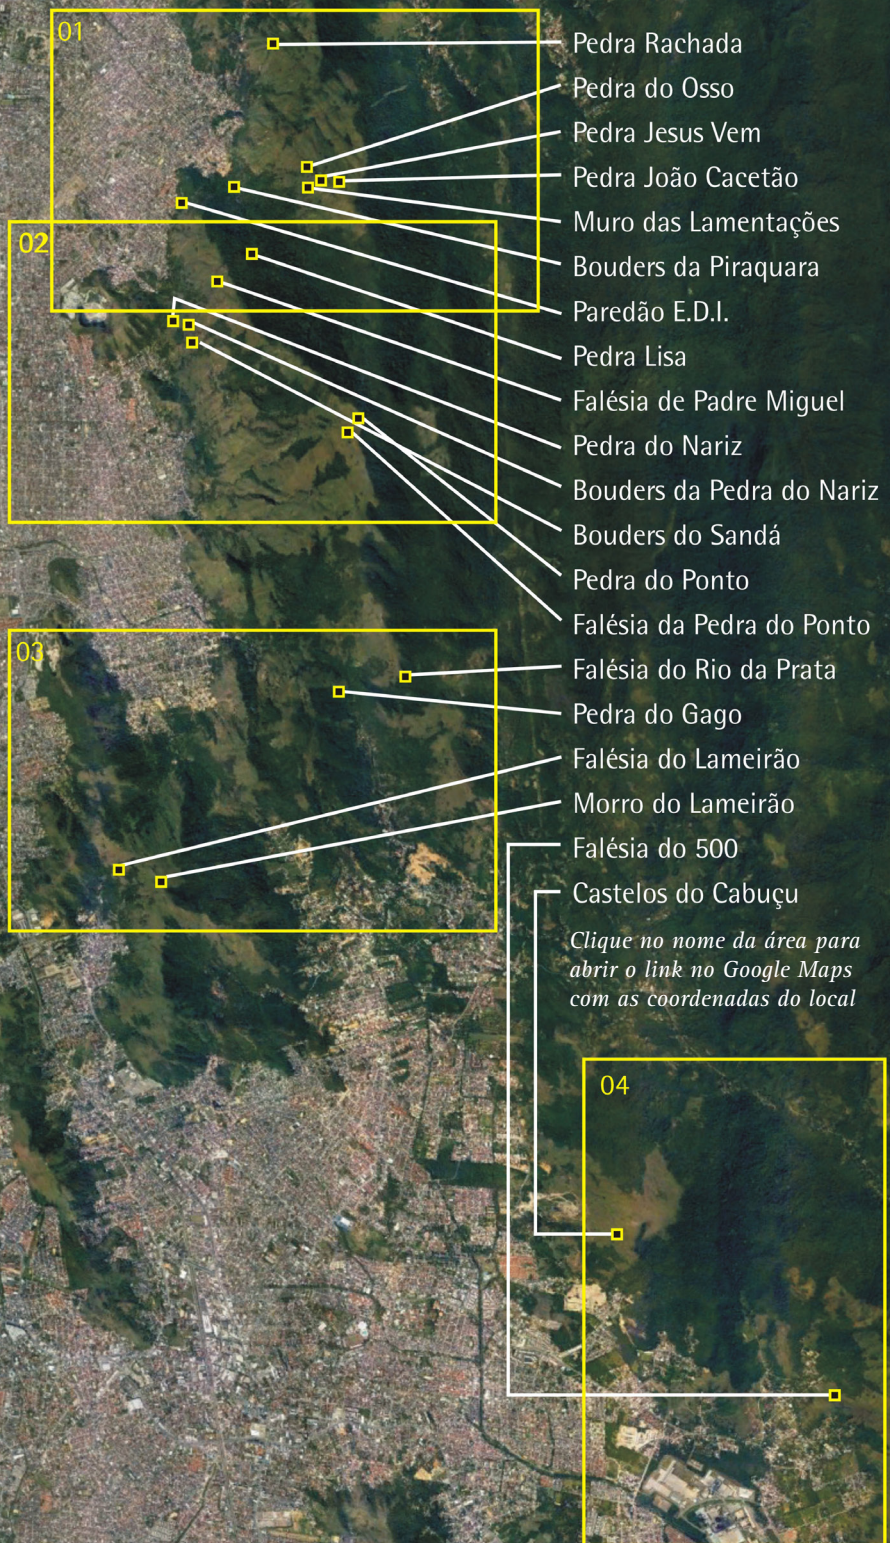 01
Pedra Rachada
Pedra do Osso
Pedra Jesus Vem
Pedra João Cacetão
Muro das Lamentações
02
Bouders da Piraquara
Paredão E.D.I.
Pedra Lisa
Falésia de Padre Miguel
Pedra do Nariz
Bouders da Pedra do Nariz
Bouders do Sandá
Pedra do Ponto
Falésia da Pedra do Ponto
03
Falésia do Rio da Prata
Pedra do Gago
Falésia do Lameirão
Morro do Lameirão
Falésia do 500
Castelos do Cabuçu
Clique no nome da área para
abrir o link no Google Maps
com as coordenadas do local
04